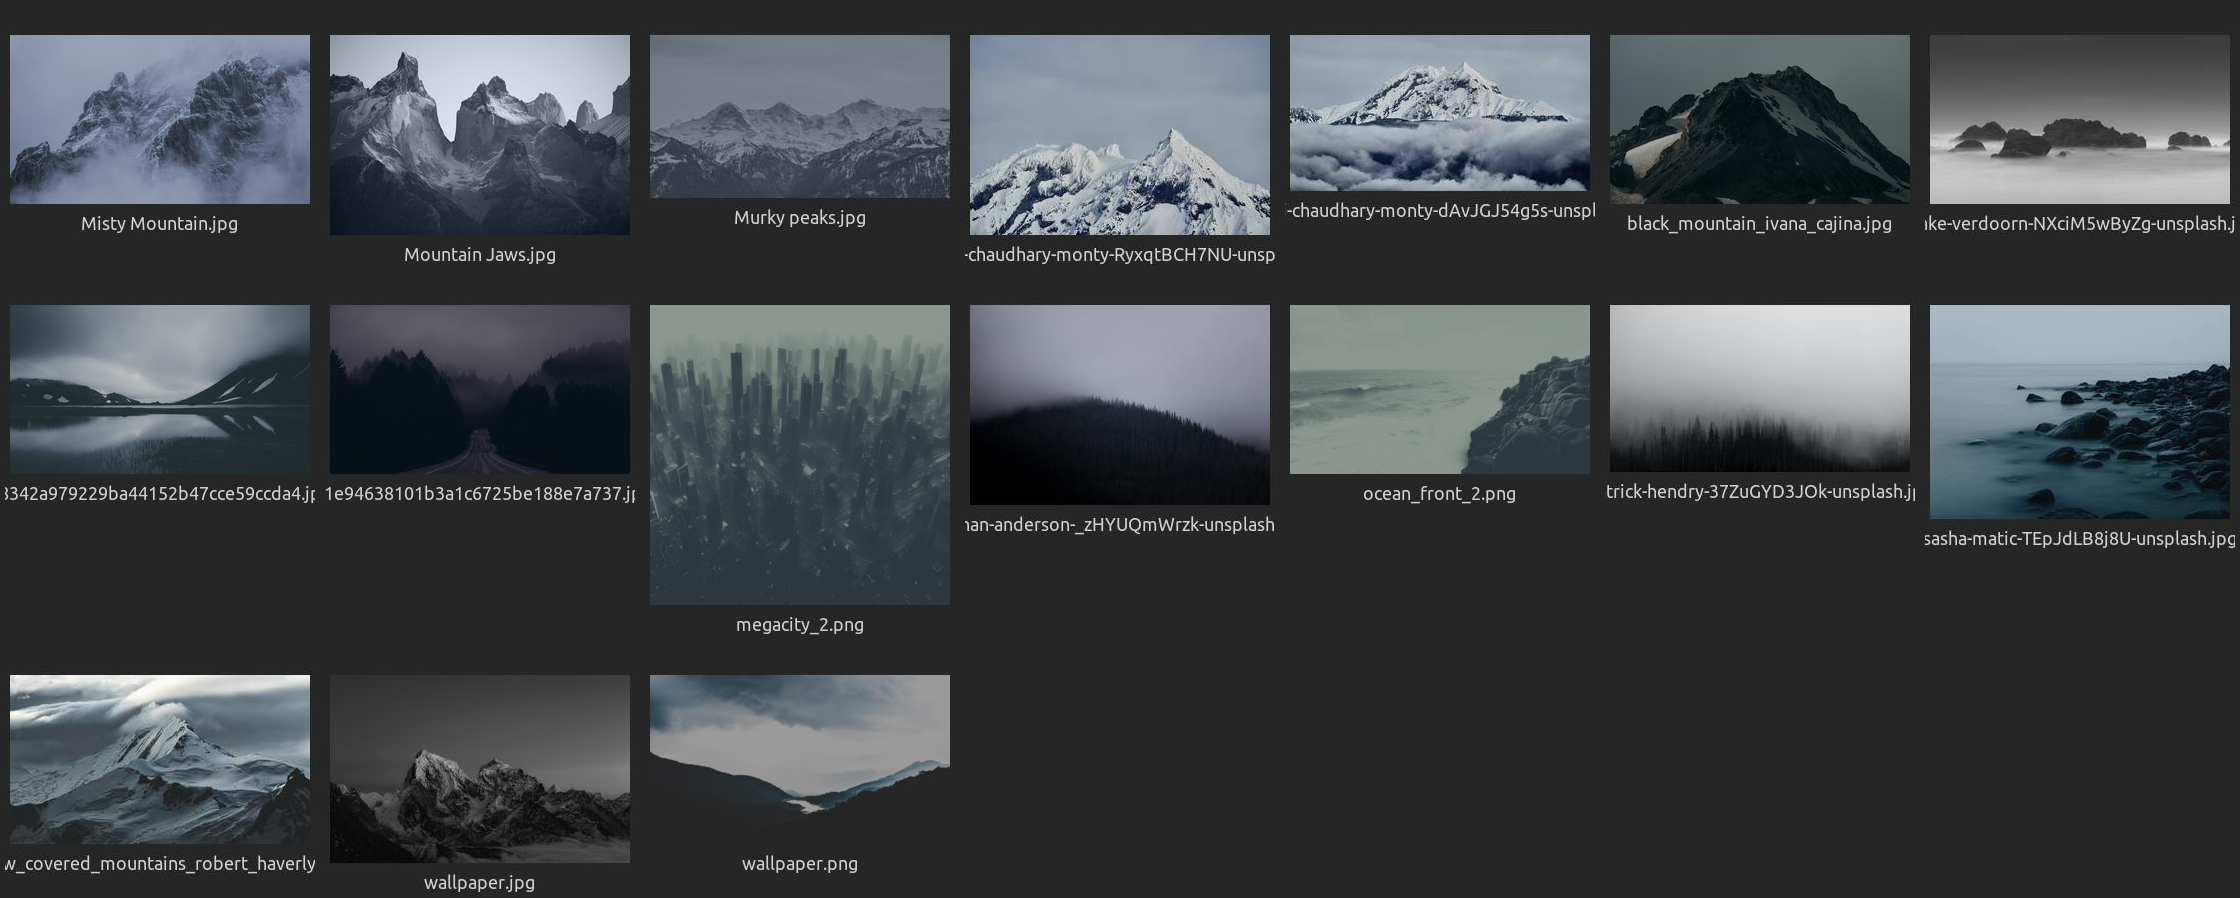 Misty Mountain.jpg
Mountain Jaws.jpg
Murky peaks.jpg
-chaudhary-monty-RyxqtBCH7NU-unsp
i-chaudhary-monty-dAvJGJ54g5s-unspl
black_mountain_ivana_cajina.jpg
ake-verdoorn-NXciM5wByZg-unsplash.j
3342a979229ba44152b47cce59ccda4.jp
1e94638101b3a1c6725be188e7a737.jp
megacity_2.png
nan-anderson-_zHYUQmWrzk-unsplash
ocean_front_2.png
trick-hendry-37ZuGYD3JOk-unsplash.jp
sasha-matic-TEpJdLB8j8U-unsplash.jpg
w_covered_mountains_robert_haverly
wallpaper.jpg
wallpaper.png